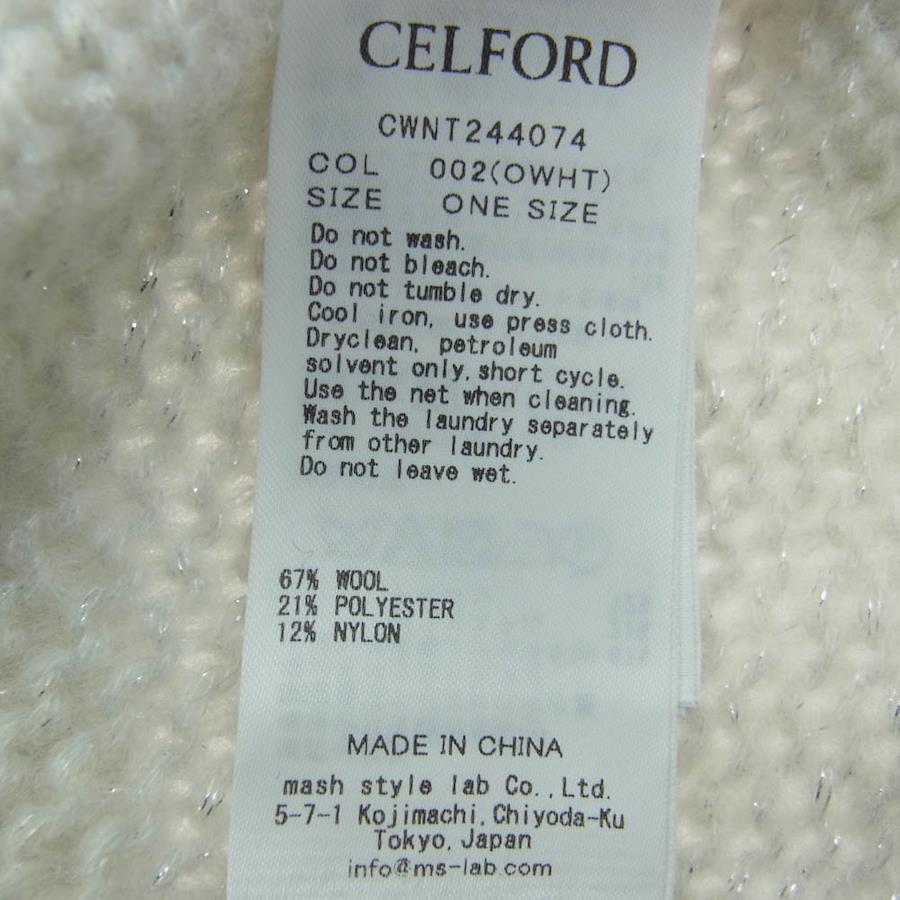 CELFORD
CWNT244074
COL 002(OWHT)
SIZE ONE SIZE
Do not wash.
Do not bleach.
Do not tumble dry.
Cool iron, use press cloth.
Dryclean, petroleum
solvent only,short cycle.
Use the net when cleaning.
Wash the laundry separately
from other laundry.
Do not leave wet.
67% WOOL
21% POLYESTER
12% NYLON
MADE IN CHINA
mash style lab Co.,Ltd.
5-7-1 Kojimachi,Chiyoda-Ku
Tokyo,Japan
info@ms-lab.com